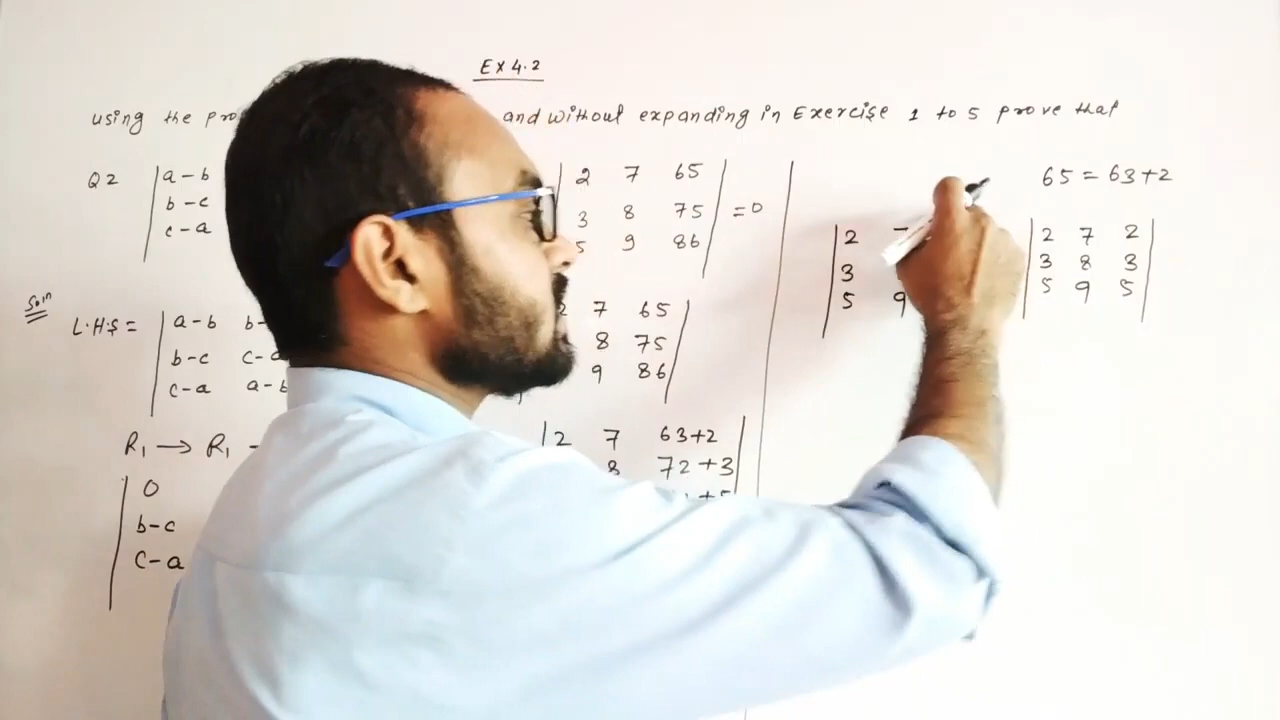 Ex 4.2
using the and without expanding in Exercise 1 to 5 prove that
Q2 a-b
b-c
c-a
2 7 65
3 8 75 =0
5 9 86
Soln
L.H.S = a-b
b-c
c-a
R1 → R1 -
0
b-c
c-a
7 65
8 75
9 86
2 7 63+2
8 72+3
+5
65 = 63+2
2
3
5 9
2 7 2
3 8 3
5 9 5